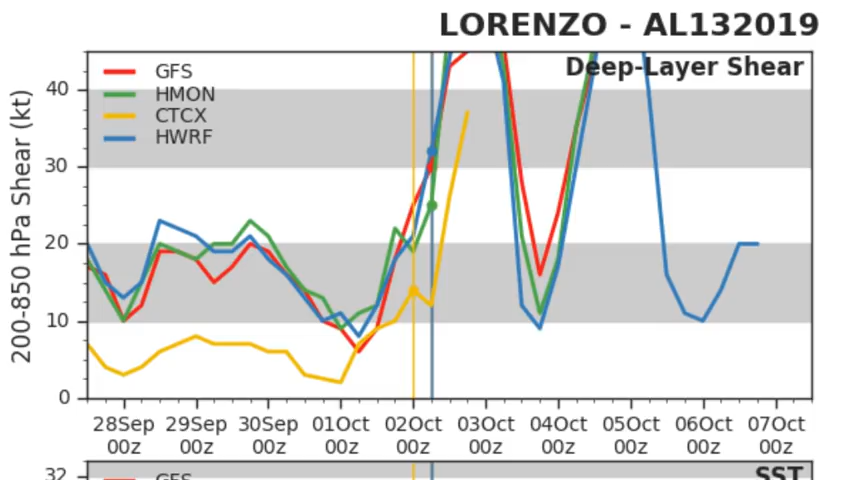 LORENZO - AL132019
Deep-Layer Shear
GFS
HMON
CTCX
HWRF
200-850 hPa Shear (kt)
40
30
20
10
0
28Sep 29Sep 30Sep 01Oct 02Oct 03Oct 04Oct 05Oct 06Oct 07Oct
00z 00z 00z 00z 00z 00z 00z 00z 00z 00z
32
GFS
SST